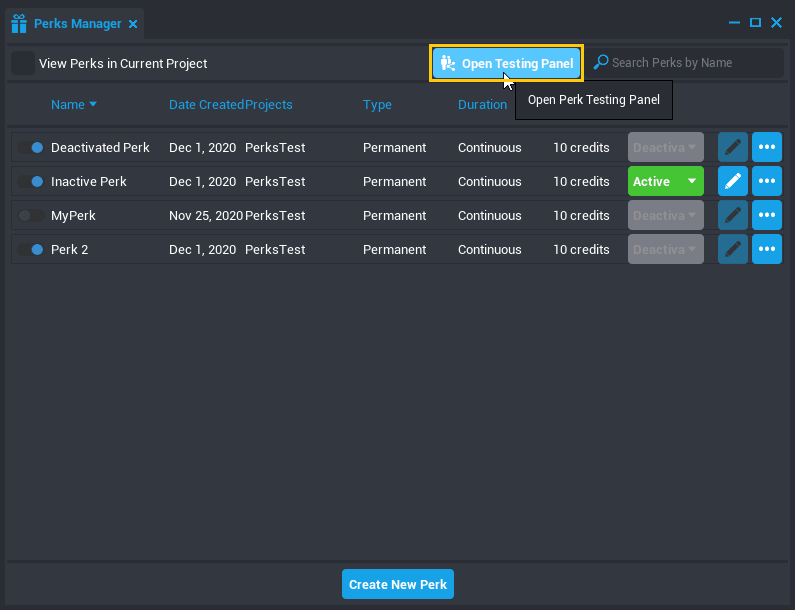 Perks Manager
View Perks in Current Project
Open Testing Panel
Search Perks by Name
Open Perk Testing Panel
Name Date Created Projects Type Duration
Deactivated Perk Dec 1, 2020 PerksTest Permanent Continuous 10 credits Deactiva
Inactive Perk Dec 1, 2020 PerksTest Permanent Continuous 10 credits Active
MyPerk Nov 25, 2020 PerksTest Permanent Continuous 10 credits Deactiva
Perk 2 Dec 1, 2020 PerksTest Permanent Continuous 10 credits Deactiva
Create New Perk